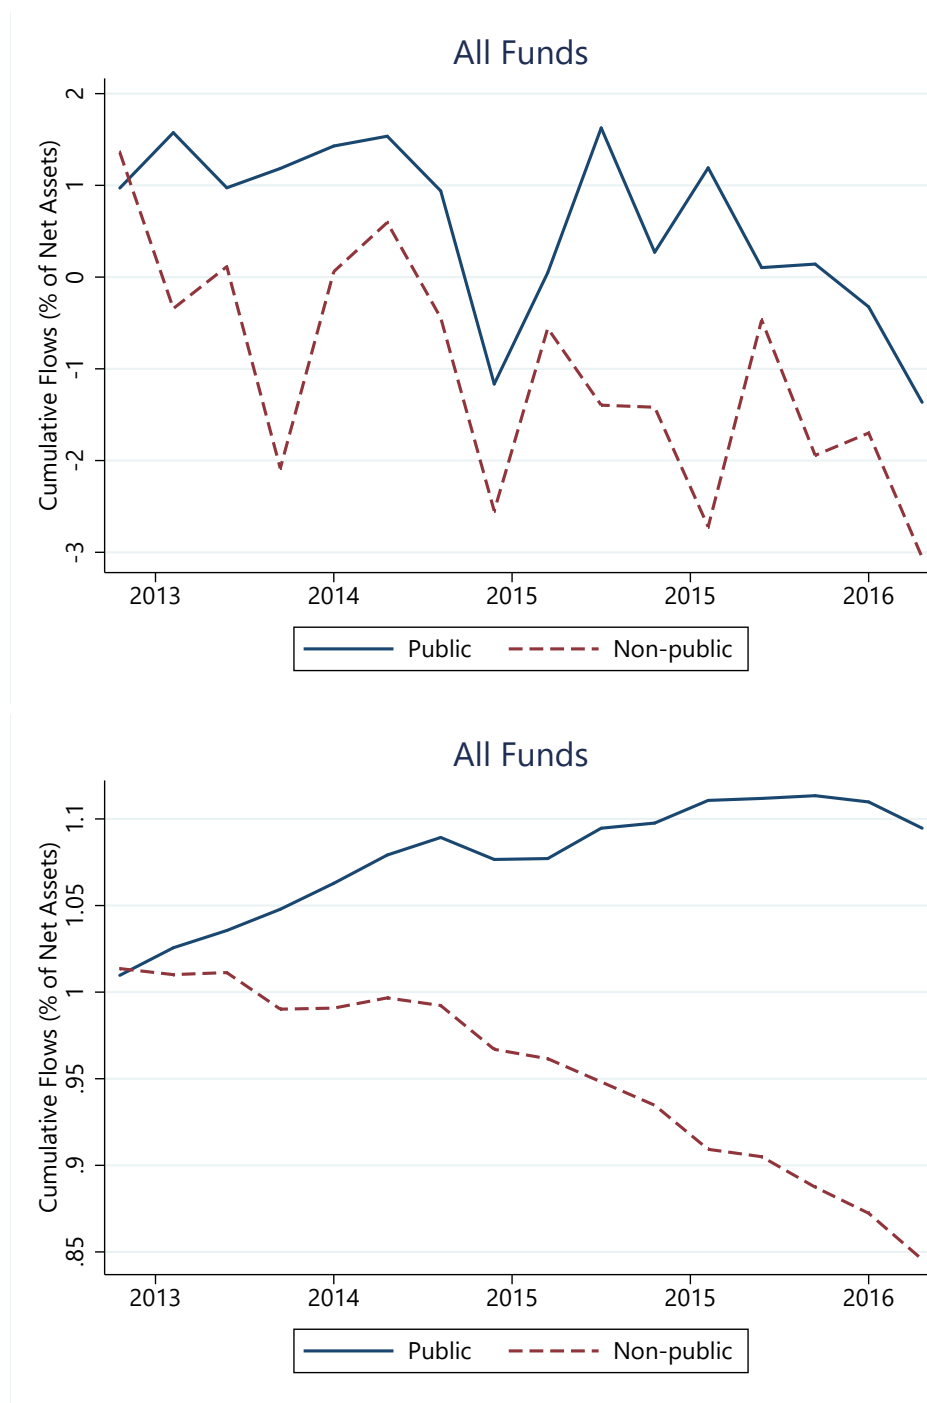 All Funds
Cumulative Flows (% of Net Assets)
2
1
0
-1
-2
-3
2013 2014 2015 2015 2016
Public Non-public
All Funds
Cumulative Flows (% of Net Assets)
1.1
1.05
1
.95
.9
.85
2013 2014 2015 2015 2016
Public Non-public